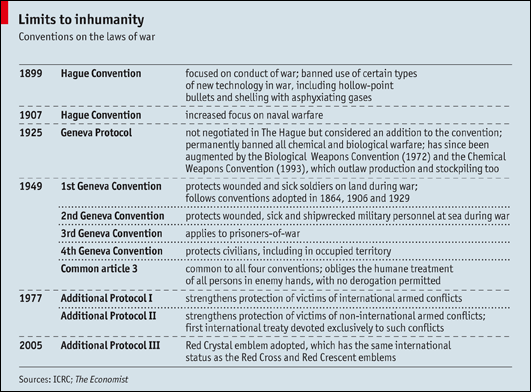 Limits to inhumanity
Conventions on the laws of war
1899 Hague Convention focused on conduct of war; banned use of certain types
of new technology in war, including hollow-point
bullets and shelling with asphyxiating gases
1907 Hague Convention increased focus on naval warfare
1925 Geneva Protocol not negotiated in The Hague but considered an addition to the convention;
permanently banned all chemical and biological warfare; has since been
augmented by the Biological Weapons Convention (1972) and the Chemical
Weapons Convention (1993), which outlaw production and stockpiling too
1949 1st Geneva Convention protects wounded and sick soldiers on land during war;
follows conventions adopted in 1864, 1906 and 1929
2nd Geneva Convention protects wounded, sick and shipwrecked military personnel at sea during war
3rd Geneva Convention applies to prisoners-of-war
4th Geneva Convention protects civilians, including in occupied territory
Common article 3 common to all four conventions; obliges the humane treatment
of all persons in enemy hands, with no derogation permitted
1977 Additional Protocol I strengthens protection of victims of international armed conflicts
Additional Protocol II strengthens protection of victims of non-international armed conflicts;
first international treaty devoted exclusively to such conflicts
2005 Additional Protocol III Red Crystal emblem adopted, which has the same international
status as the Red Cross and Red Crescent emblems
Sources: ICRC; The Economist